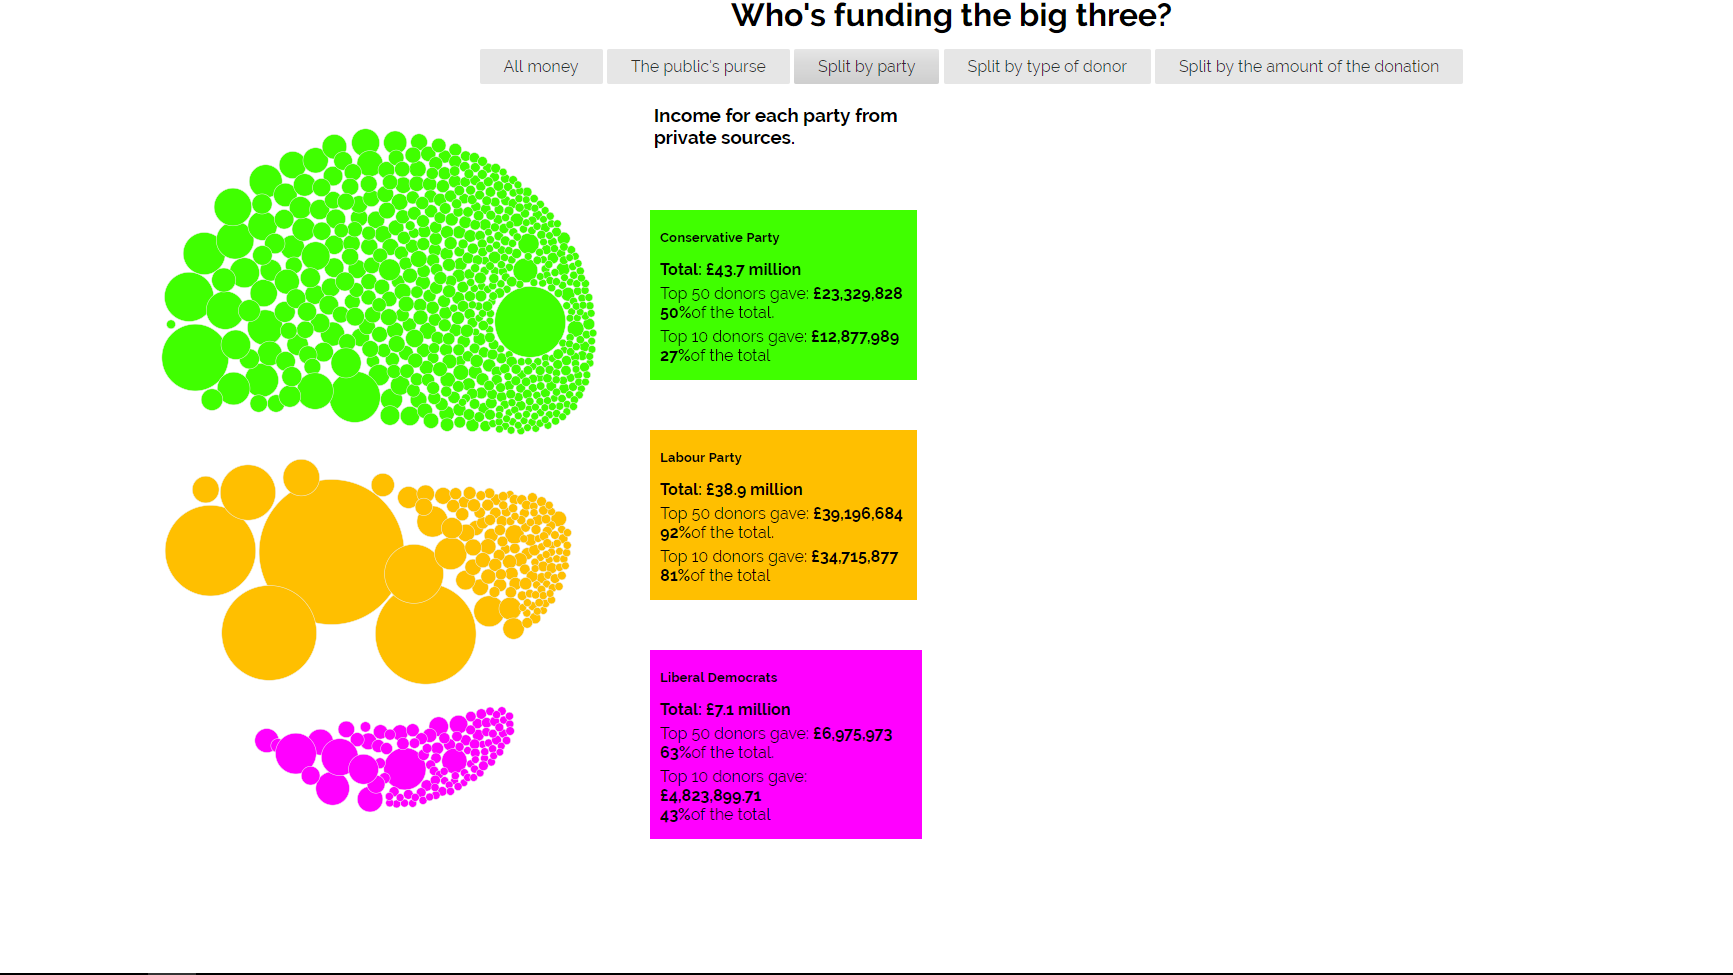 Who's funding the big three?
All money
The public's purse
Split by party
Split by type of donor
Split by the amount of the donation
Income for each party from
private sources.
Conservative Party
Total: £43.7 million
Top 50 donors gave: £23,329,828
50%of the total.
Top 10 donors gave: £12,877,989
27%of the total
Labour Party
Total: £38.9 million
Top 50 donors gave: £39,196,684
92%of the total.
Top 10 donors gave: £34,715,877
81%of the total
Liberal Democrats
Total: £7.1 million
Top 50 donors gave: £6,975,973
63%of the total.
Top 10 donors gave:
£4,823,899.71
43%of the total